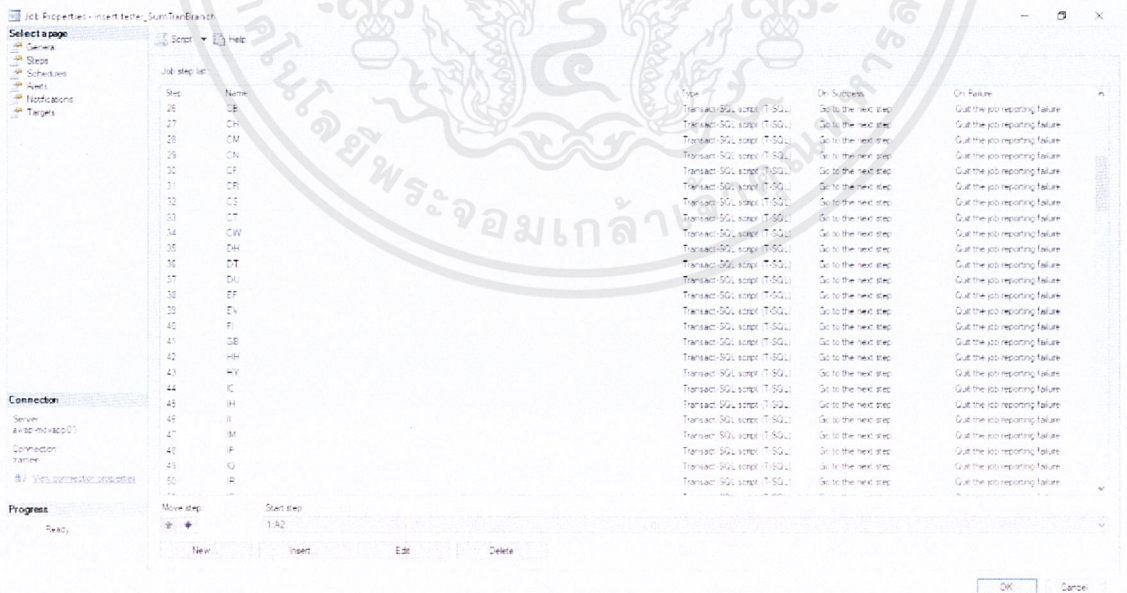 Job Properties - insert tester_SumTranBranch
Select a page
General
Steps
Schedules
Alerts
Notifications
Targets
Script Help
Job step list:
Step Name Type On Success On Failure
26 CB Transact-SQL script (T-SQL) Go to the next step Quit the job reporting failure
27 CH Transact-SQL script (T-SQL) Go to the next step Quit the job reporting failure
28 CM Transact-SQL script (T-SQL) Go to the next step Quit the job reporting failure
29 CN Transact-SQL script (T-SQL) Go to the next step Quit the job reporting failure
30 Transact-SQL script (T-SQL) Go to the next step Quit the job reporting failure
31 Transact-SQL script (T-SQL) Go to the next step Quit the job reporting failure
32 CS Transact-SQL script (T-SQL) Go to the next step Quit the job reporting failure
33 CT Transact-SQL script (T-SQL) Go to the next step Quit the job reporting failure
34 CW Transact-SQL script (T-SQL) Go to the next step Quit the job reporting failure
35 DH Transact-SQL script (T-SQL) Go to the next step Quit the job reporting failure
36 DT Transact-SQL script (T-SQL) Go to the next step Quit the job reporting failure
37 DU Transact-SQL script (T-SQL) Go to the next step Quit the job reporting failure
38 Transact-SQL script (T-SQL) Go to the next step Quit the job reporting failure
39 Transact-SQL script (T-SQL) Go to the next step Quit the job reporting failure
40 Transact-SQL script (T-SQL) Go to the next step Quit the job reporting failure
41 GB Transact-SQL script (T-SQL) Go to the next step Quit the job reporting failure
42 HH Transact-SQL script (T-SQL) Go to the next step Quit the job reporting failure
43 HY Transact-SQL script (T-SQL) Go to the next step Quit the job reporting failure
44 IC Transact-SQL script (T-SQL) Go to the next step Quit the job reporting failure
45 IH Transact-SQL script (T-SQL) Go to the next step Quit the job reporting failure
46 Transact-SQL script (T-SQL) Go to the next step Quit the job reporting failure
47 IM Transact-SQL script (T-SQL) Go to the next step Quit the job reporting failure
48 IP Transact-SQL script (T-SQL) Go to the next step Quit the job reporting failure
49 Transact-SQL script (T-SQL) Go to the next step Quit the job reporting failure
50 IR Transact-SQL script (T-SQL) Go to the next step Quit the job reporting failure
Connection
Server:
Connection:
View connection properties
Progress
Ready
Move step: Start step:
1:A2
New Insert Edit Delete
OK Cancel